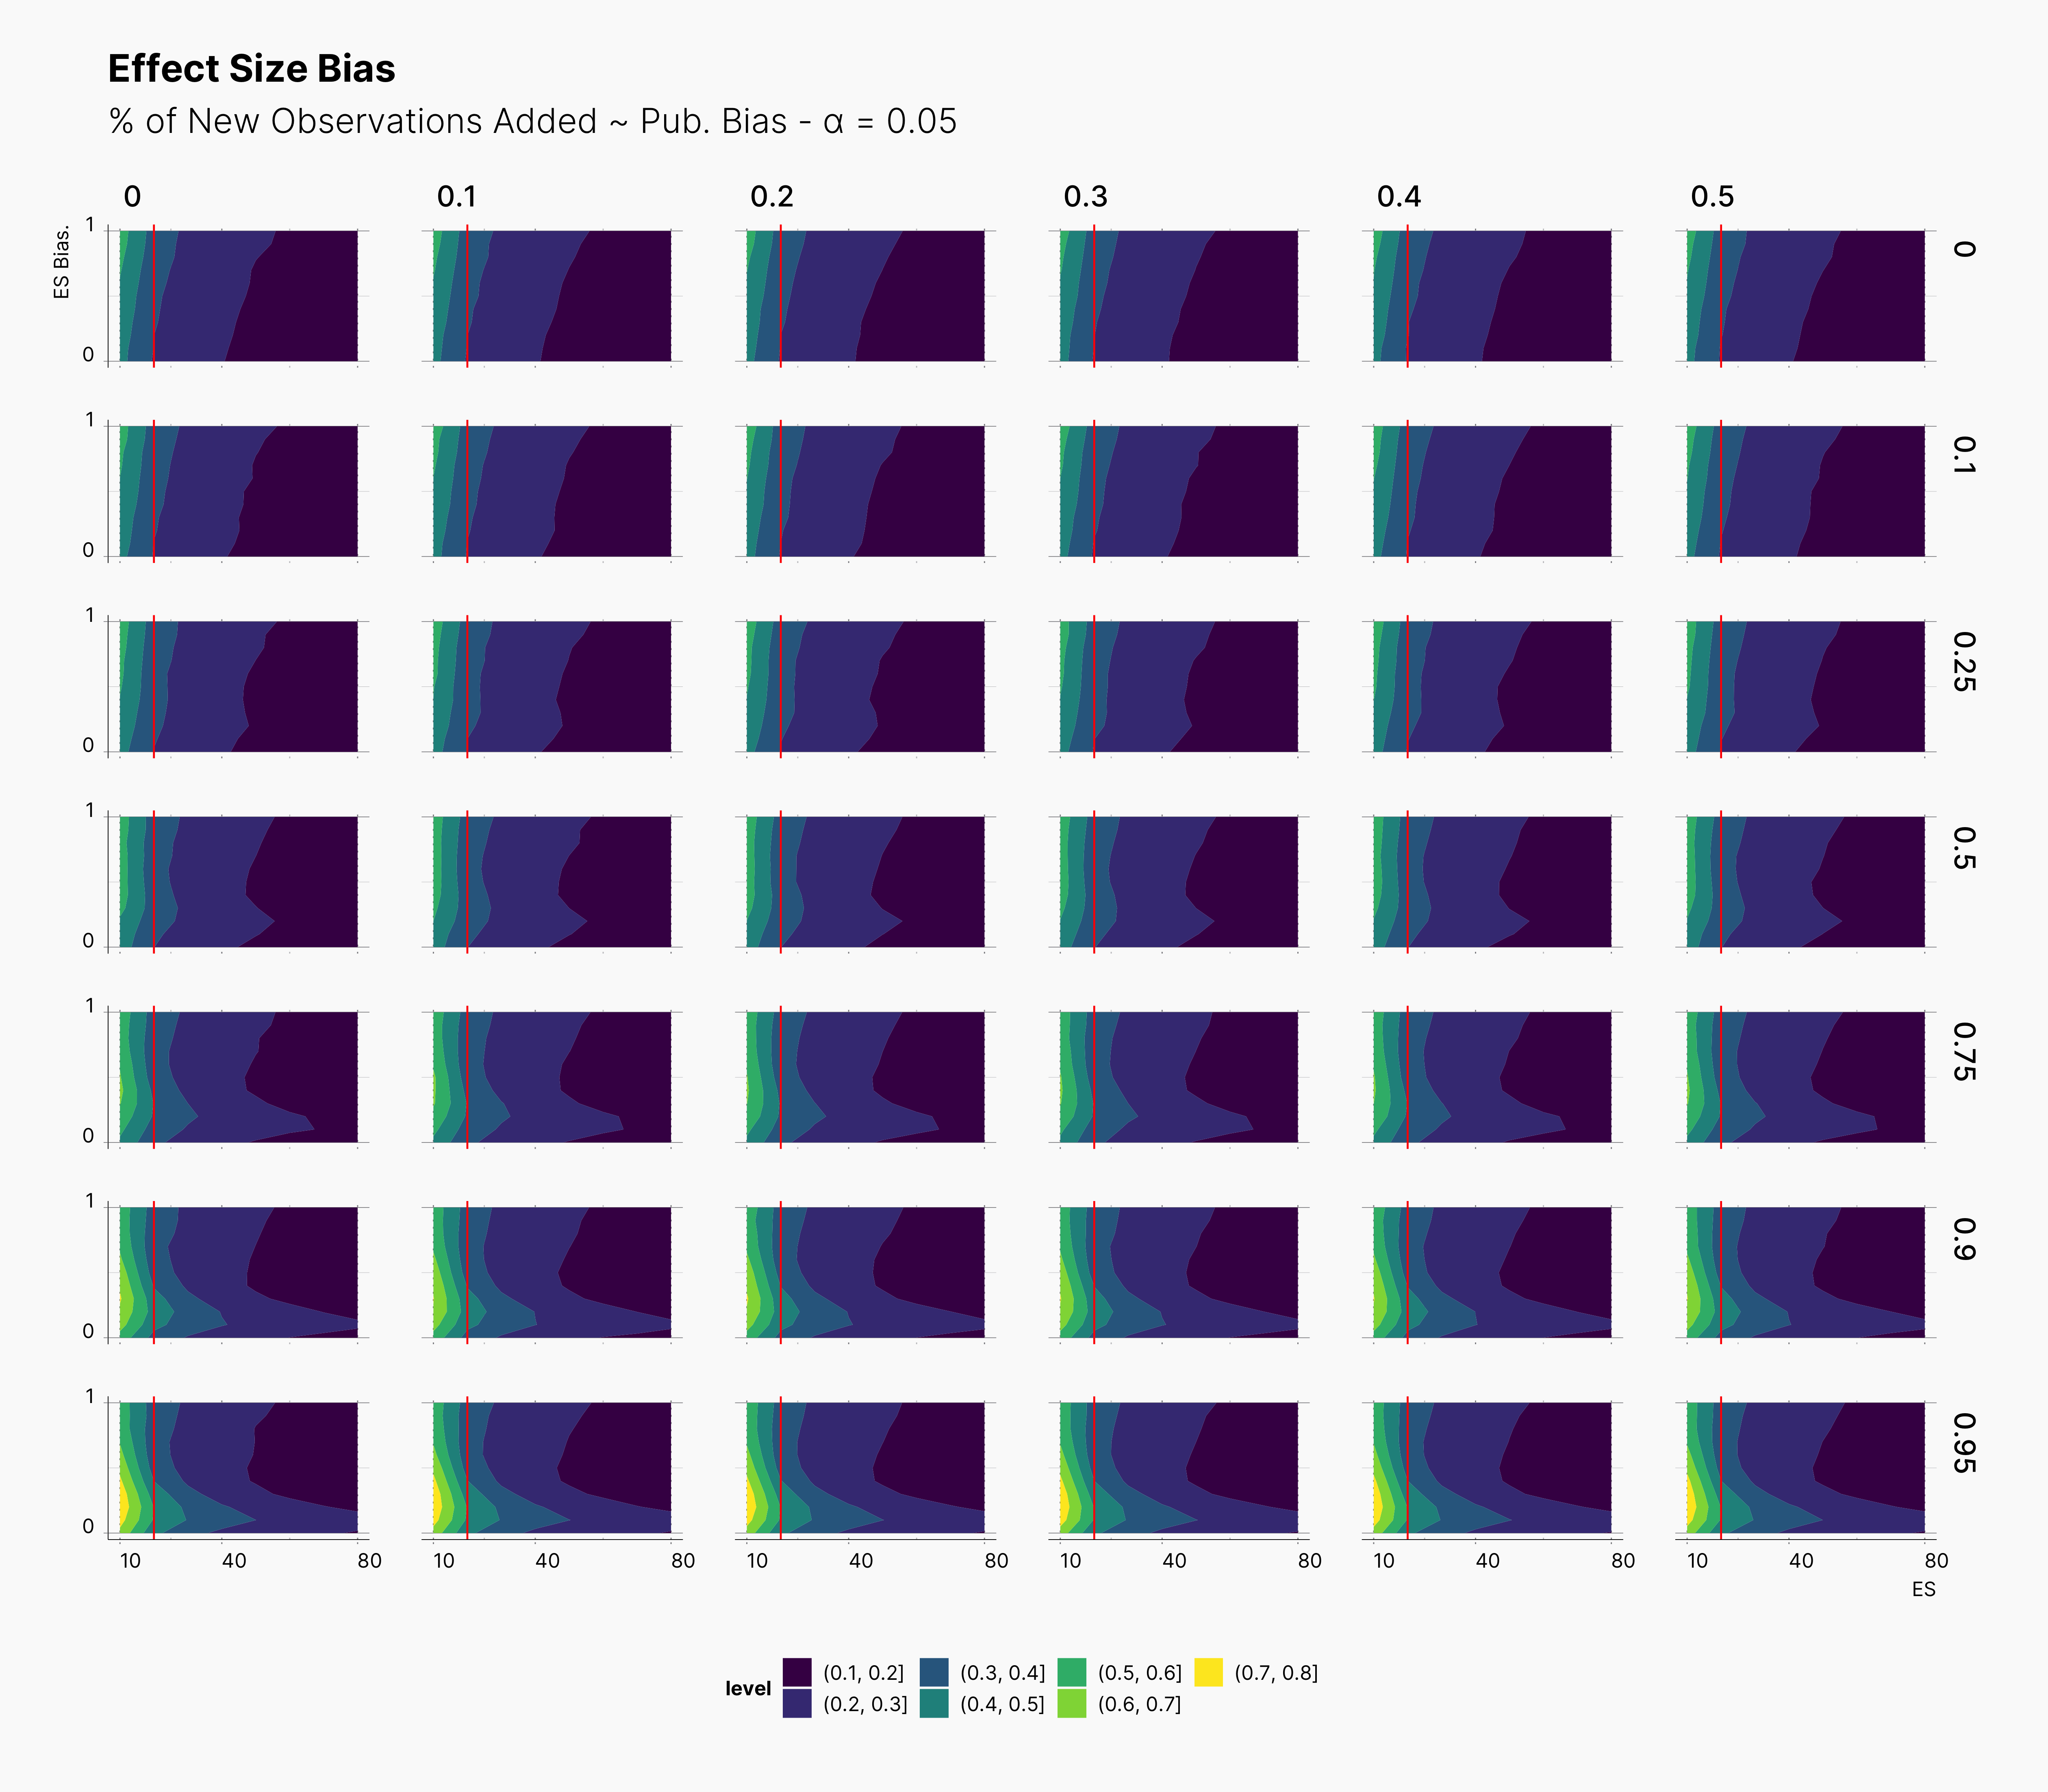 Effect Size Bias
% of New Observations Added ~ Pub. Bias - α = 0.05
0 0.1 0.2 0.3 0.4 0.5
ES Bias.
1
0
0
1
0
0.1
1
0
0.25
1
0
0.5
1
0
0.75
1
0
0.9
1
0
0.95
10 40 80 10 40 80 10 40 80 10 40 80 10 40 80 10 40 80
ES
level
(0.1, 0.2] (0.3, 0.4] (0.5, 0.6] (0.7, 0.8]
(0.2, 0.3] (0.4, 0.5] (0.6, 0.7]